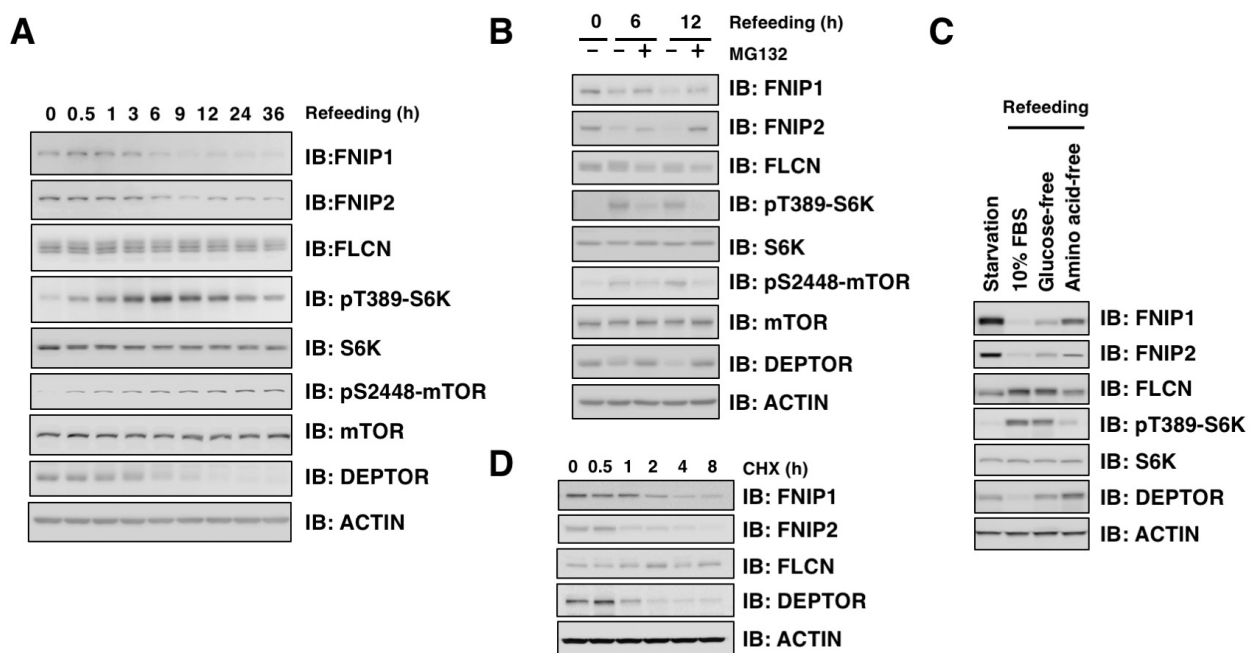 A
0 0.5 1 3 6 9 12 24 36 Refeeding (h)
IB:FNIP1
IB:FNIP2
IB:FLCN
IB: pT389-S6K
IB: S6K
IB: pS2448-mTOR
IB: mTOR
IB: DEPTOR
IB: ACTIN
B
0 6 12 Refeeding (h)
– – + – + MG132
IB: FNIP1
IB: FNIP2
IB: FLCN
IB: pT389-S6K
IB: S6K
IB: pS2448-mTOR
IB: mTOR
IB: DEPTOR
IB: ACTIN
C
Refeeding
Starvation
10% FBS
Glucose-free
Amino acid-free
IB: FNIP1
IB: FNIP2
IB: FLCN
IB: pT389-S6K
IB: S6K
IB: DEPTOR
IB: ACTIN
D
0 0.5 1 2 4 8 CHX (h)
IB: FNIP1
IB: FNIP2
IB: FLCN
IB: DEPTOR
IB: ACTIN